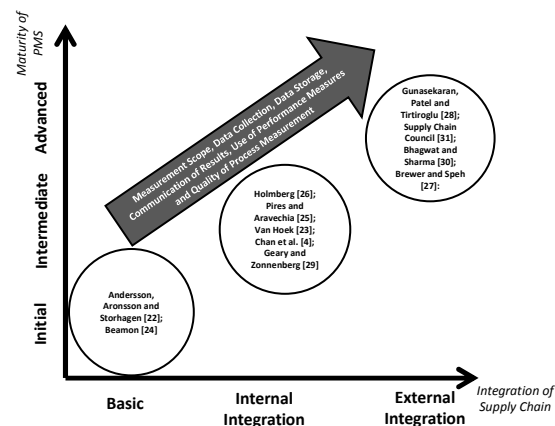 Maturity of
PMS
Advanced
Intermediate
Initial
Measurement Scope, Data Collection, Data Storage,
Communication of Results, Use of Performance Measures
and Quality of Process Measurement
Gunasekaran,
Patel and
Tirtiroglu [28];
Supply Chain
Council [31];
Bhagwat and
Sharma [30];
Brewer and Speh
[27]:
Holmberg [26];
Pires and
Aravechia [25];
Van Hoek [23];
Chan et al. [4];
Geary and
Zonnenberg [29]
Andersson,
Aronsson and
Storhagen [22];
Beamon [24]
Basic
Internal
Integration
External
Integration
Integration of
Supply Chain